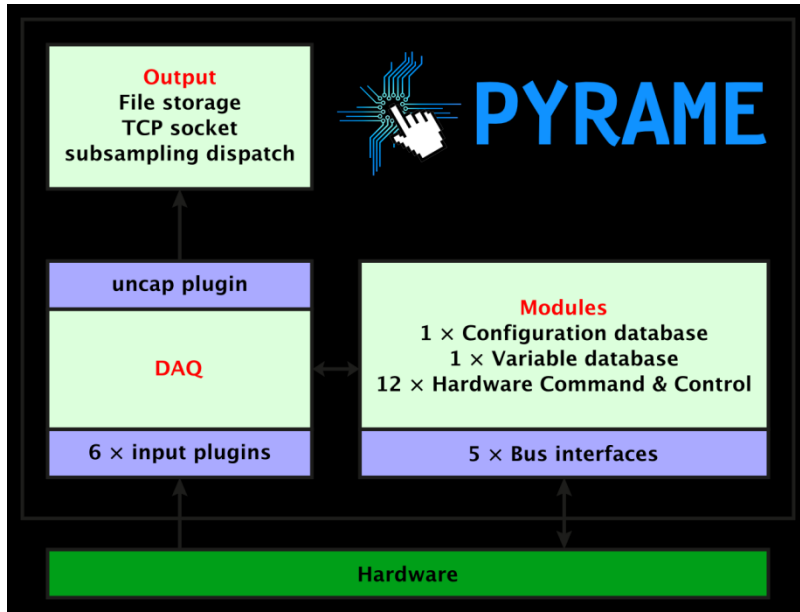 Output
File storage
TCP socket
subsampling dispatch
PYRAME
uncap plugin
DAQ
6 × input plugins
Modules
1 × Configuration database
1 × Variable database
12 × Hardware Command & Control
5 × Bus interfaces
Hardware